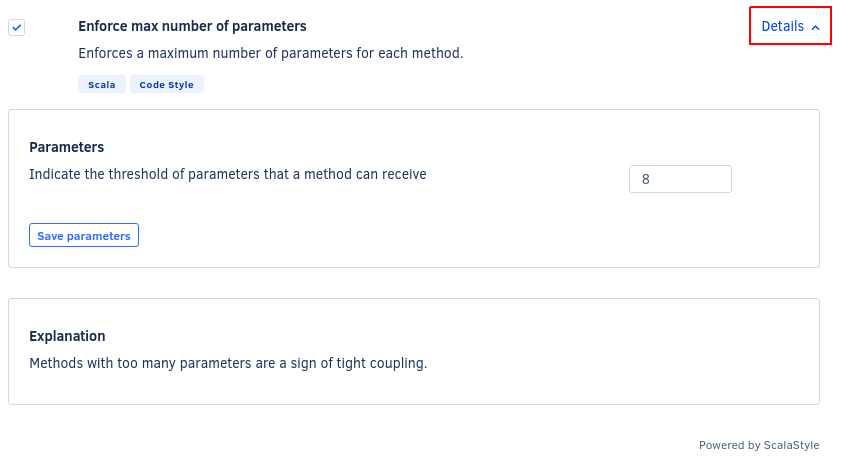 Enforce max number of parameters
Details
Enforces a maximum number of parameters for each method.
Scala
Code Style
Parameters
Indicate the threshold of parameters that a method can receive
8
Save parameters
Explanation
Methods with too many parameters are a sign of tight coupling.
Powered by ScalaStyle